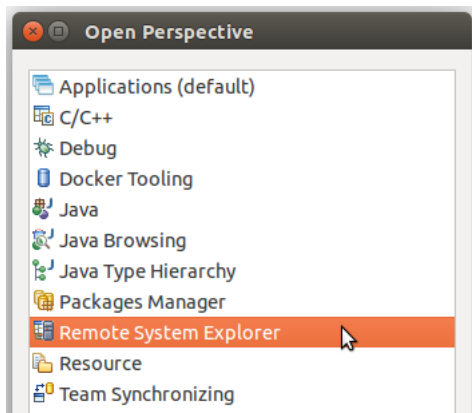 Open Perspective
Applications (default)
C/C++
Debug
Docker Tooling
Java
Java Browsing
Java Type Hierarchy
Packages Manager
Remote System Explorer
Resource
Team Synchronizing